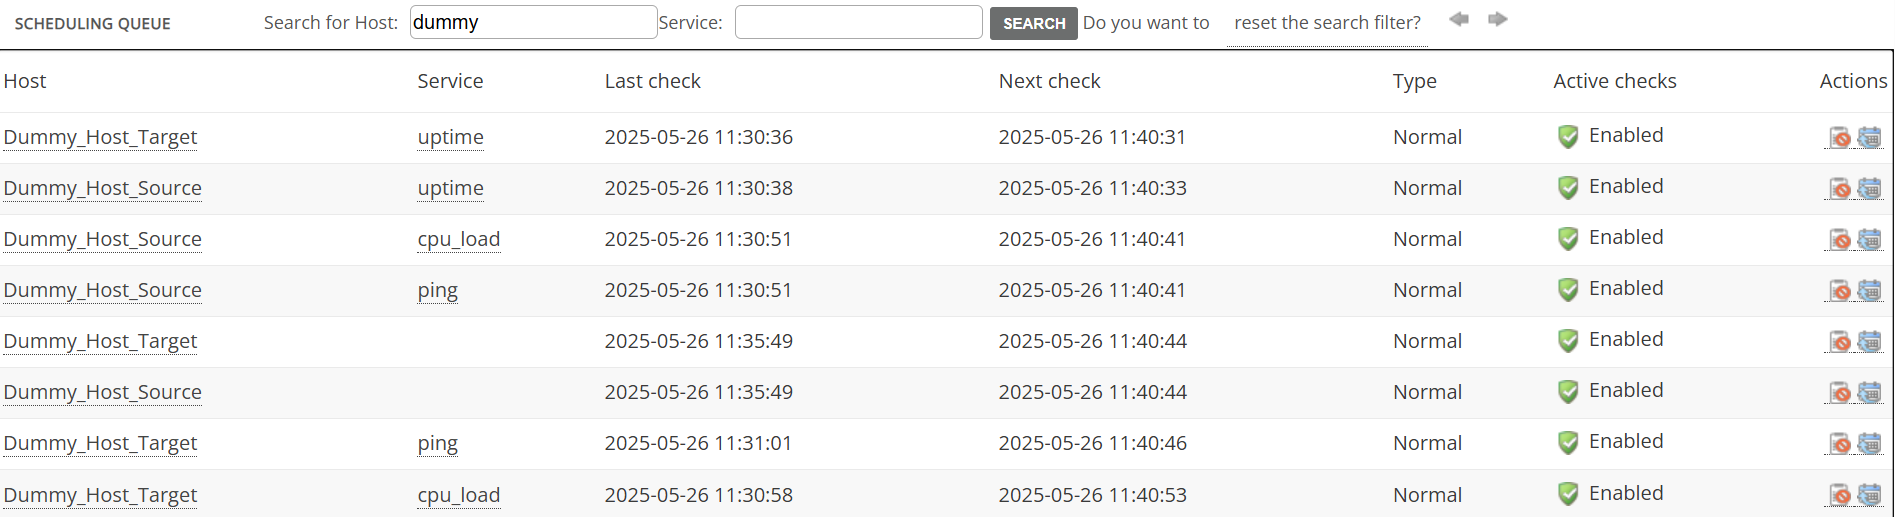 SCHEDULING QUEUE Search for Host: dummy Service: SEARCH Do you want to reset the search filter?
Host Service Last check Next check Type Active checks Actions
Dummy_Host_Target uptime 2025-05-26 11:30:36 2025-05-26 11:40:31 Normal Enabled
Dummy_Host_Source uptime 2025-05-26 11:30:38 2025-05-26 11:40:33 Normal Enabled
Dummy_Host_Source cpu_load 2025-05-26 11:30:51 2025-05-26 11:40:41 Normal Enabled
Dummy_Host_Source ping 2025-05-26 11:30:51 2025-05-26 11:40:41 Normal Enabled
Dummy_Host_Target 2025-05-26 11:35:49 2025-05-26 11:40:44 Normal Enabled
Dummy_Host_Source 2025-05-26 11:35:49 2025-05-26 11:40:44 Normal Enabled
Dummy_Host_Target ping 2025-05-26 11:31:01 2025-05-26 11:40:46 Normal Enabled
Dummy_Host_Target cpu_load 2025-05-26 11:30:58 2025-05-26 11:40:53 Normal Enabled